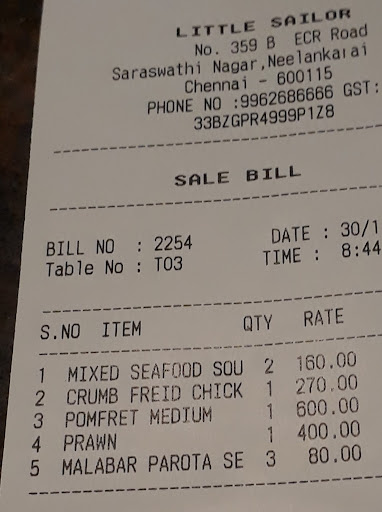 LITTLE SAILOR
No. 359 B ECR Road
Saraswathi Nagar,Neelankarai
Chennai - 600115
PHONE NO :9962686666 GST:
33BZGPR4999P1Z8
SALE BILL
BILL NO : 2254 DATE : 30/1
Table No : T03 TIME : 8:44
S.NO ITEM QTY RATE
1 MIXED SEAFOOD SOU 2 160.00
2 CRUMB FREID CHICK 1 270.00
3 POMFRET MEDIUM 1 600.00
4 PRAWN 1 400.00
5 MALABAR PAROTA SE 3 80.00